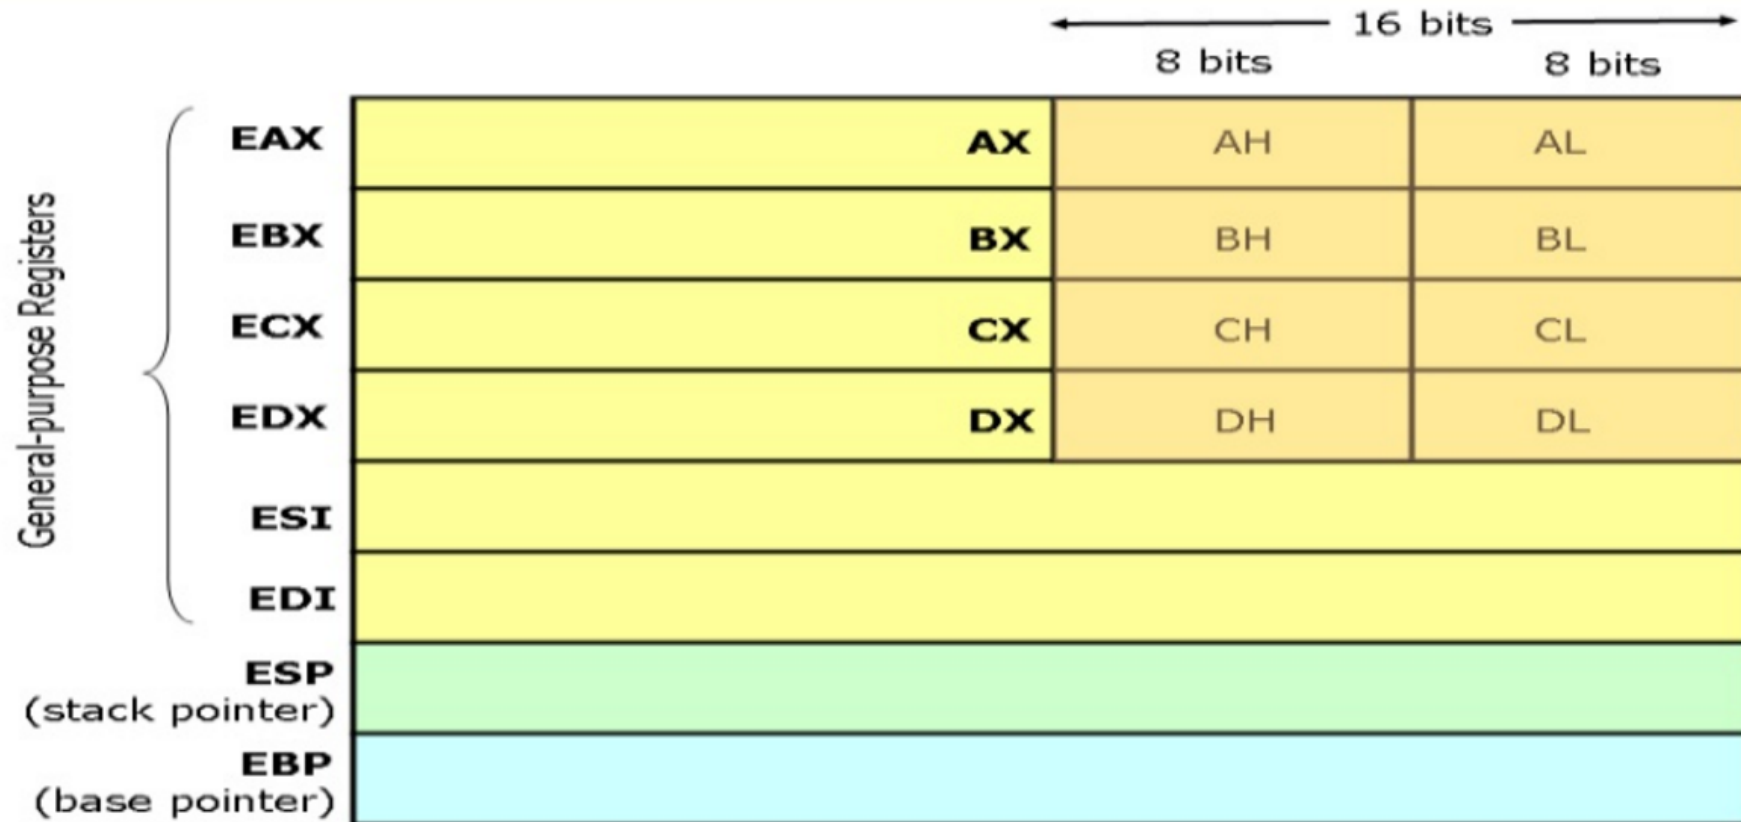 16 bits
8 bits 8 bits
General-purpose Registers
EAX AX AH AL
EBX BX BH BL
ECX CX CH CL
EDX DX DH DL
ESI
EDI
ESP
(stack pointer)
EBP
(base pointer)